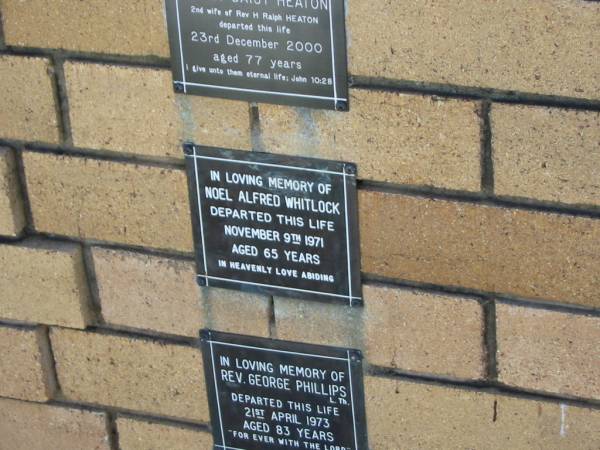 HEATON
2nd wife of Rev H Ralph HEATON
departed this life
23rd December 2000
aged 77 years
I give unto them eternal life; John 10:28
IN LOVING MEMORY OF
NOEL ALFRED WHITLOCK
DEPARTED THIS LIFE
NOVEMBER 9TH 1971
AGED 65 YEARS
IN HEAVENLY LOVE ABIDING
IN LOVING MEMORY OF
REV. GEORGE PHILLIPS
L. TH.
DEPARTED THIS LIFE
21ST APRIL 1973
AGED 83 YEARS
"FOR EVER WITH THE LORD"